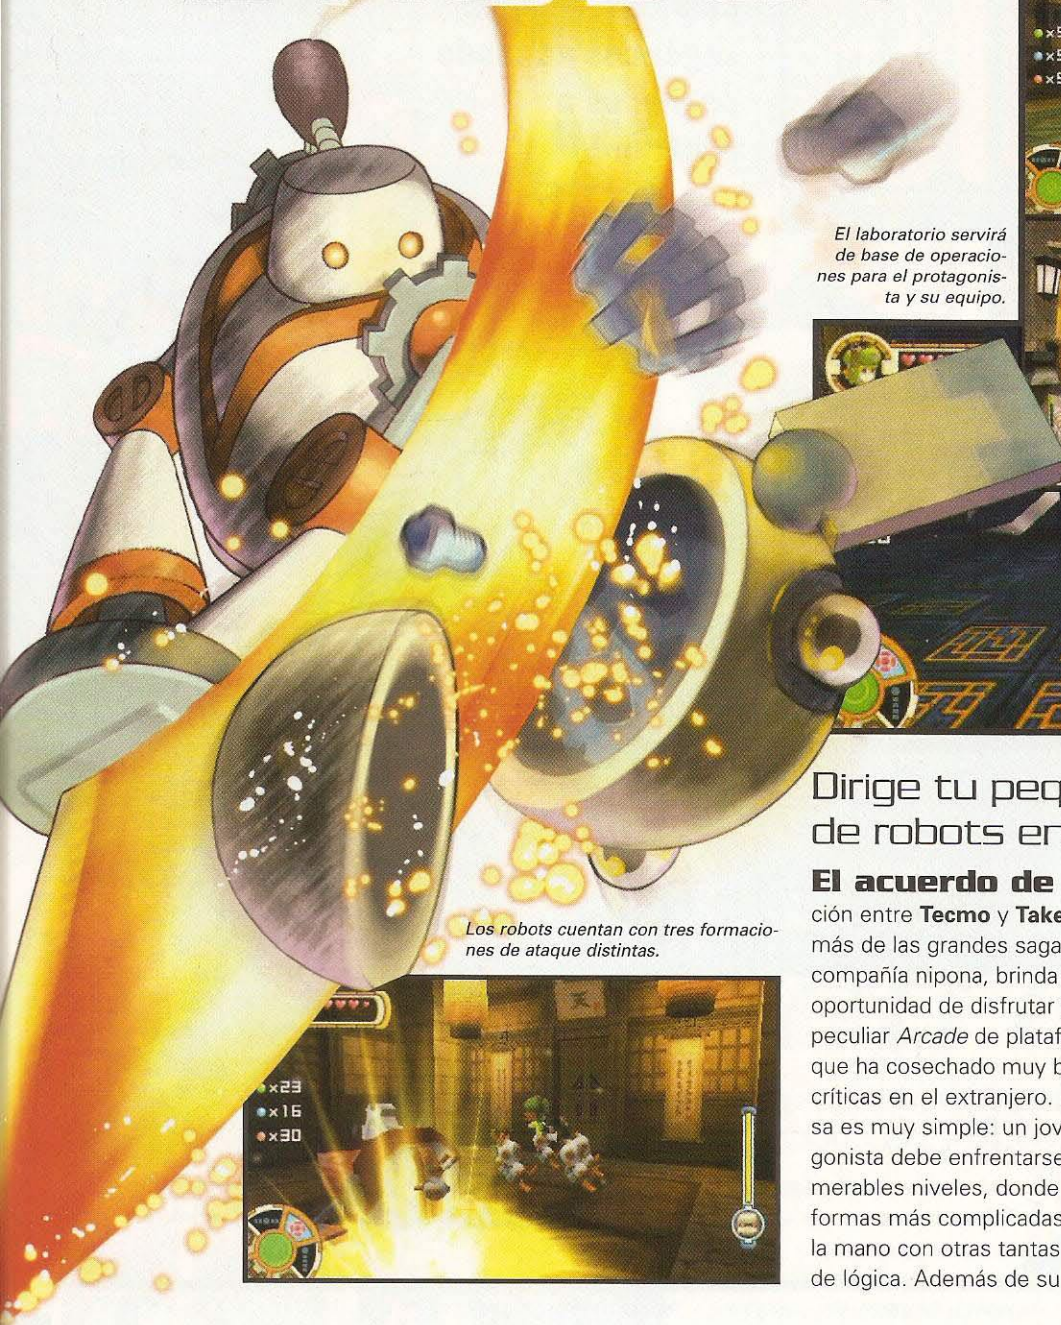 El laboratorio servirá
de base de operacio-
nes para el protagonis-
ta y su equipo.
Los robots cuentan con tres formacio-
nes de ataque distintas.
x23
x16
x30
Dirige tu peq
de robots en
El acuerdo de
ción entre Tecmo y Take
más de las grandes saga
compañía nipona, brinda
oportunidad de disfrutar
peculiar Arcade de plataf
que ha cosechado muy b
críticas en el extranjero.
sa es muy simple: un jov
gonista debe enfrentarse
merables niveles, donde
formas más complicadas
la mano con otras tantas
de lógica. Además de su